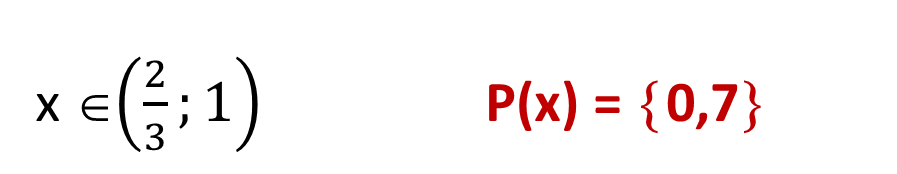 x ∈(2/3; 1) P(x) = {0,7}